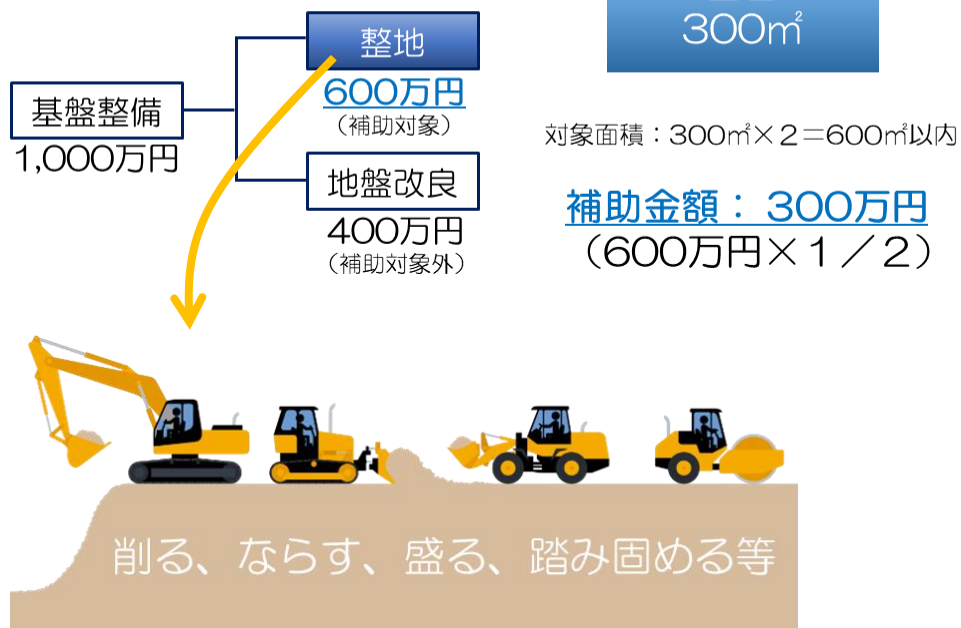 整地
600万円
（補助対象）
基盤整備
1,000万円
地盤改良
400万円
（補助対象外）
300㎡
対象面積：300㎡×2＝600㎡以内
補助金額： 300万円
（600万円×１／２）
削る、ならす、盛る、踏み固める等